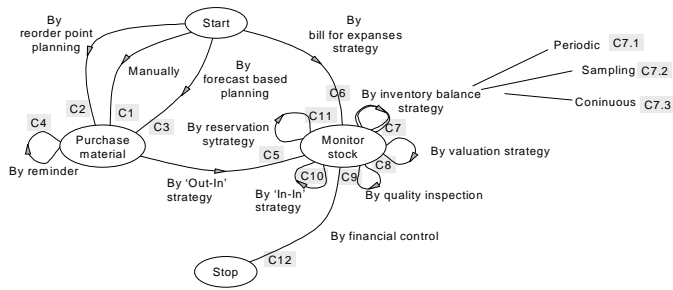 Start
By
reorder point
planning
Manually
By
forecast based
planning
By
bill for expanses
strategy
Periodic C7.1
Sampling C7.2
Coninuous C7.3
C6
By inventory balance
strategy
C4
C2
C1
C3
C11
C7
By reservation
sytrategy
Purchase
material
Monitor
stock
By reminder
C5
C10
C9
C8
By valuation strategy
By 'Out-In'
strategy
By 'In-In'
strategy
By quality inspection
By financial control
C12
Stop